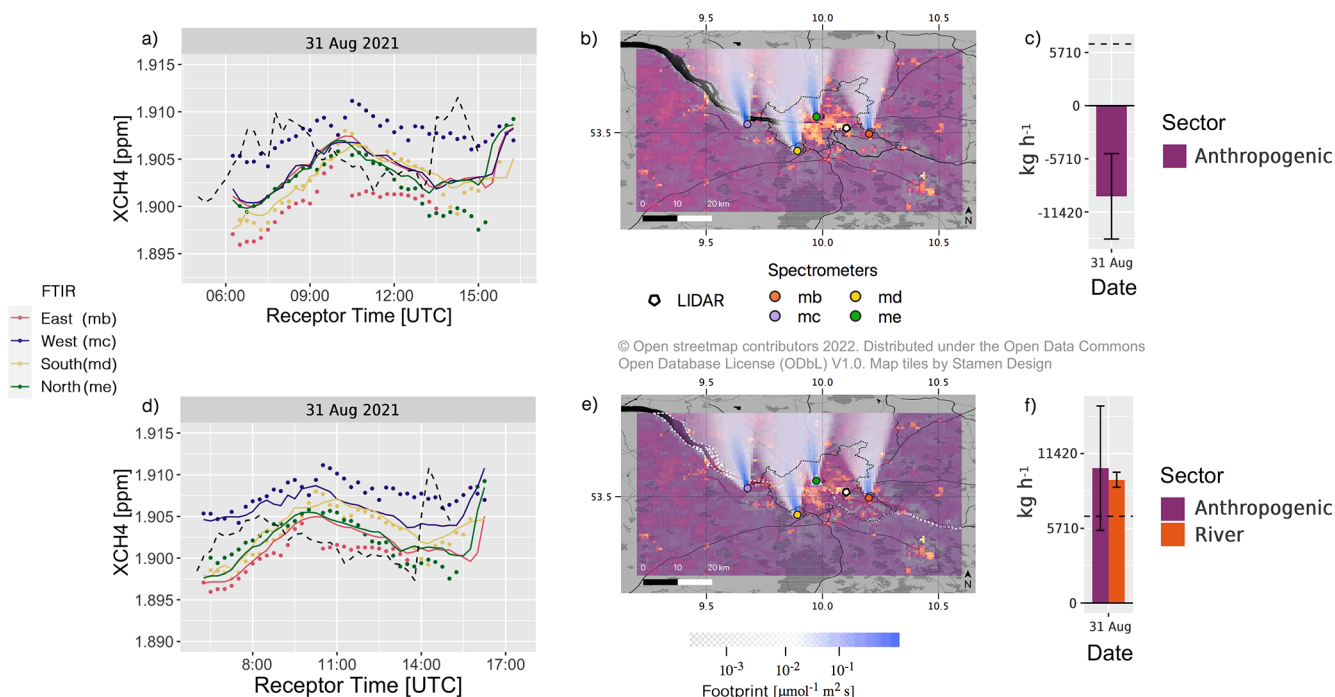 a)
31 Aug 2021
1.915
1.910
1.905
1.900
1.895
XCH4 [ppm]
06:00 09:00 12:00 15:00
Receptor Time [UTC]
b)
9.5 10.0 10.5
53.5
0 10 20 km
N
9.5 10.0 10.5
c)
5710
0
-5710
-11420
kg h⁻¹
31 Aug
Date
Sector
Anthropogenic
FTIR
East (mb)
West (mc)
South(md)
North (me)
Spectrometers
LIDAR
mb md
mc me
© Open streetmap contributors 2022. Distributed under the Open Data Commons
Open Database License (ODbL) V1.0. Map tiles by Stamen Design
d)
31 Aug 2021
1.915
1.910
1.905
1.900
1.895
1.890
XCH4 [ppm]
8:00 11:00 14:00 17:00
Receptor Time [UTC]
e)
9.5 10.0 10.5
53.5
0 10 20 km
N
9.5 10.0 10.5
10⁻³ 10⁻² 10⁻¹
Footprint [µmol⁻¹ m² s]
f)
11420
5710
0
kg h⁻¹
31 Aug
Date
Sector
Anthropogenic
River